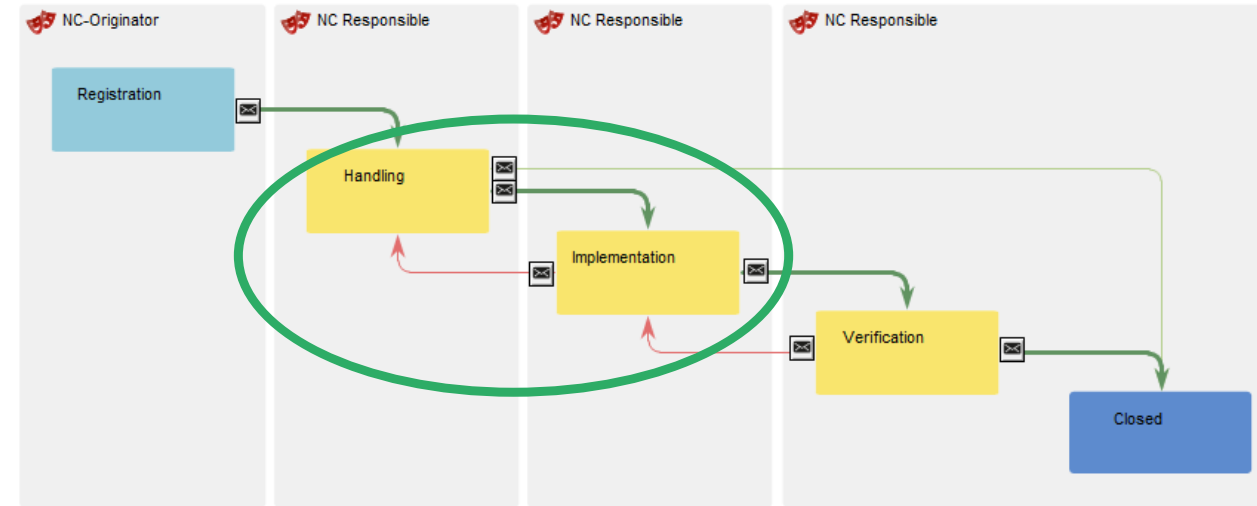 NC-Originator
NC Responsible
NC Responsible
NC Responsible
Registration
Handling
Implementation
Verification
Closed